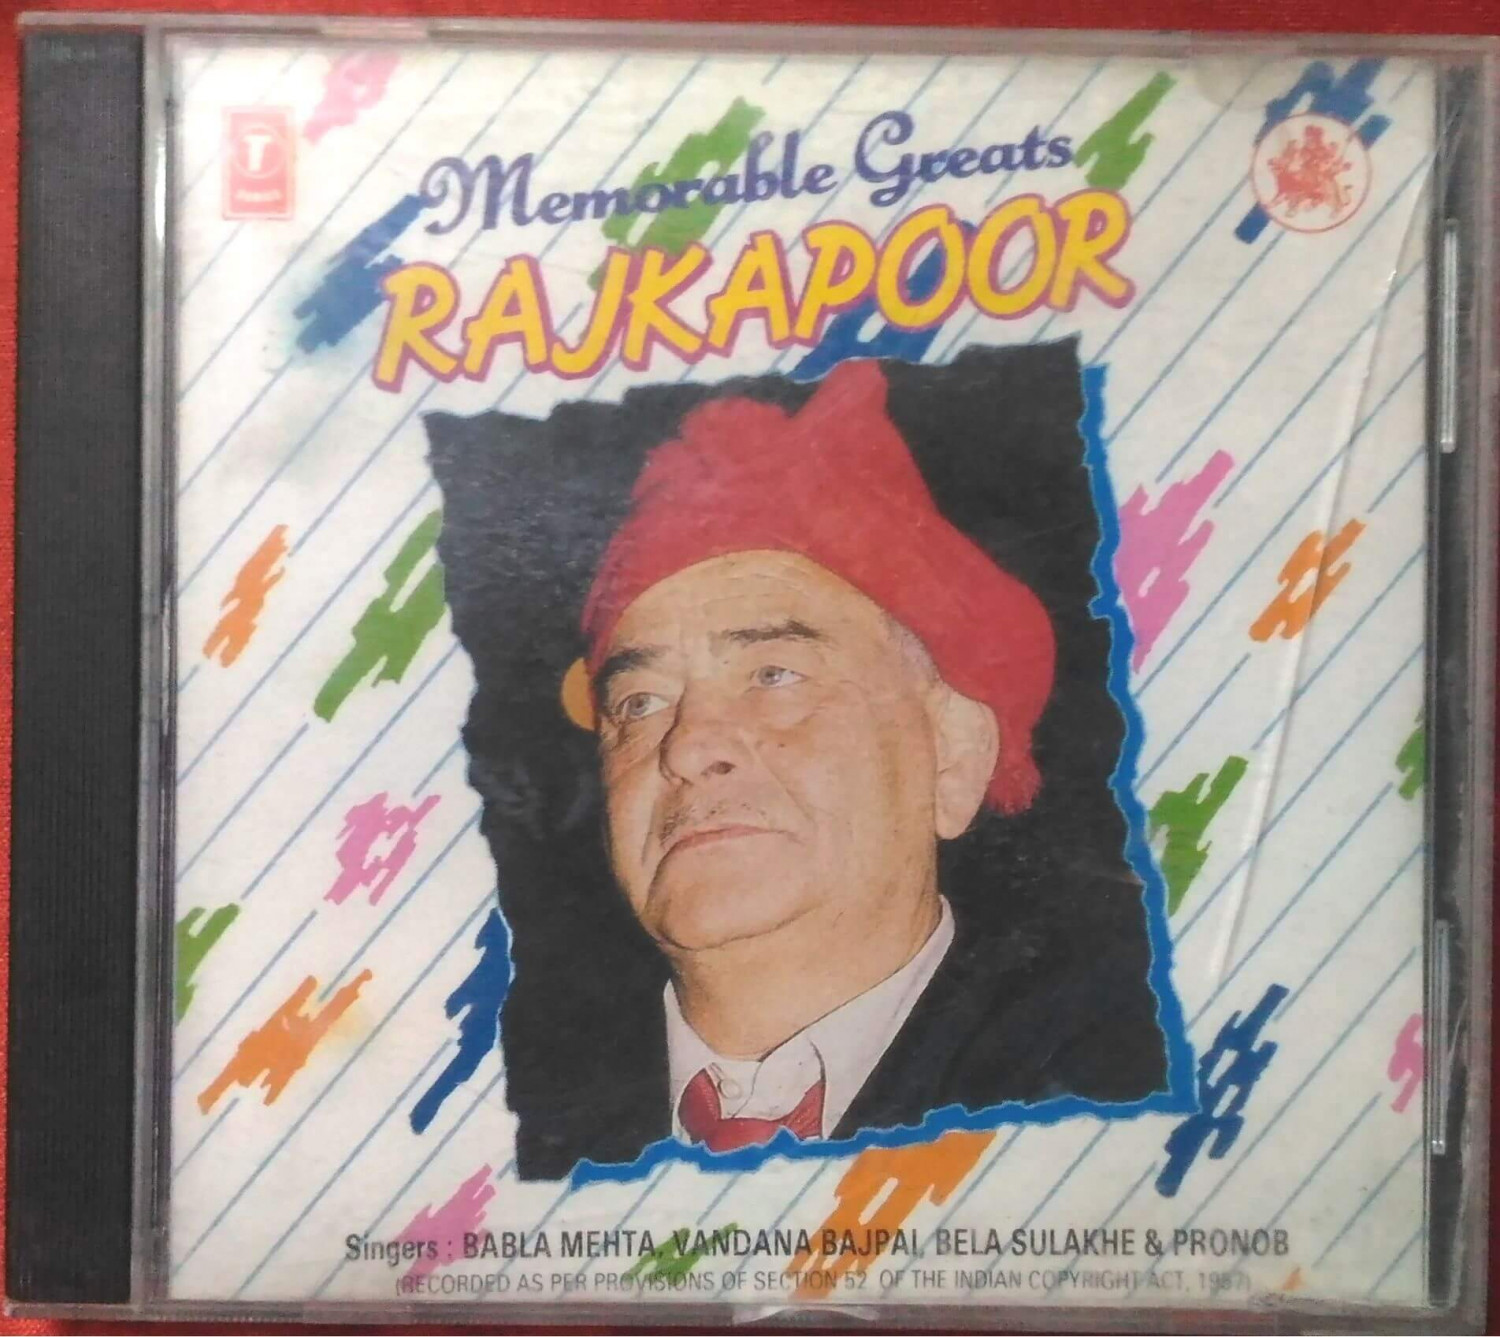 T
Memorable Greats
RAJKAPOOR
Singers : BABLA MEHTA, VANDANA BAJPAI, BELA SULAKHE & PRONOB
(RECORDED AS PER PROVISIONS OF SECTION 52 OF THE INDIAN COPYRIGHT ACT, 1957)